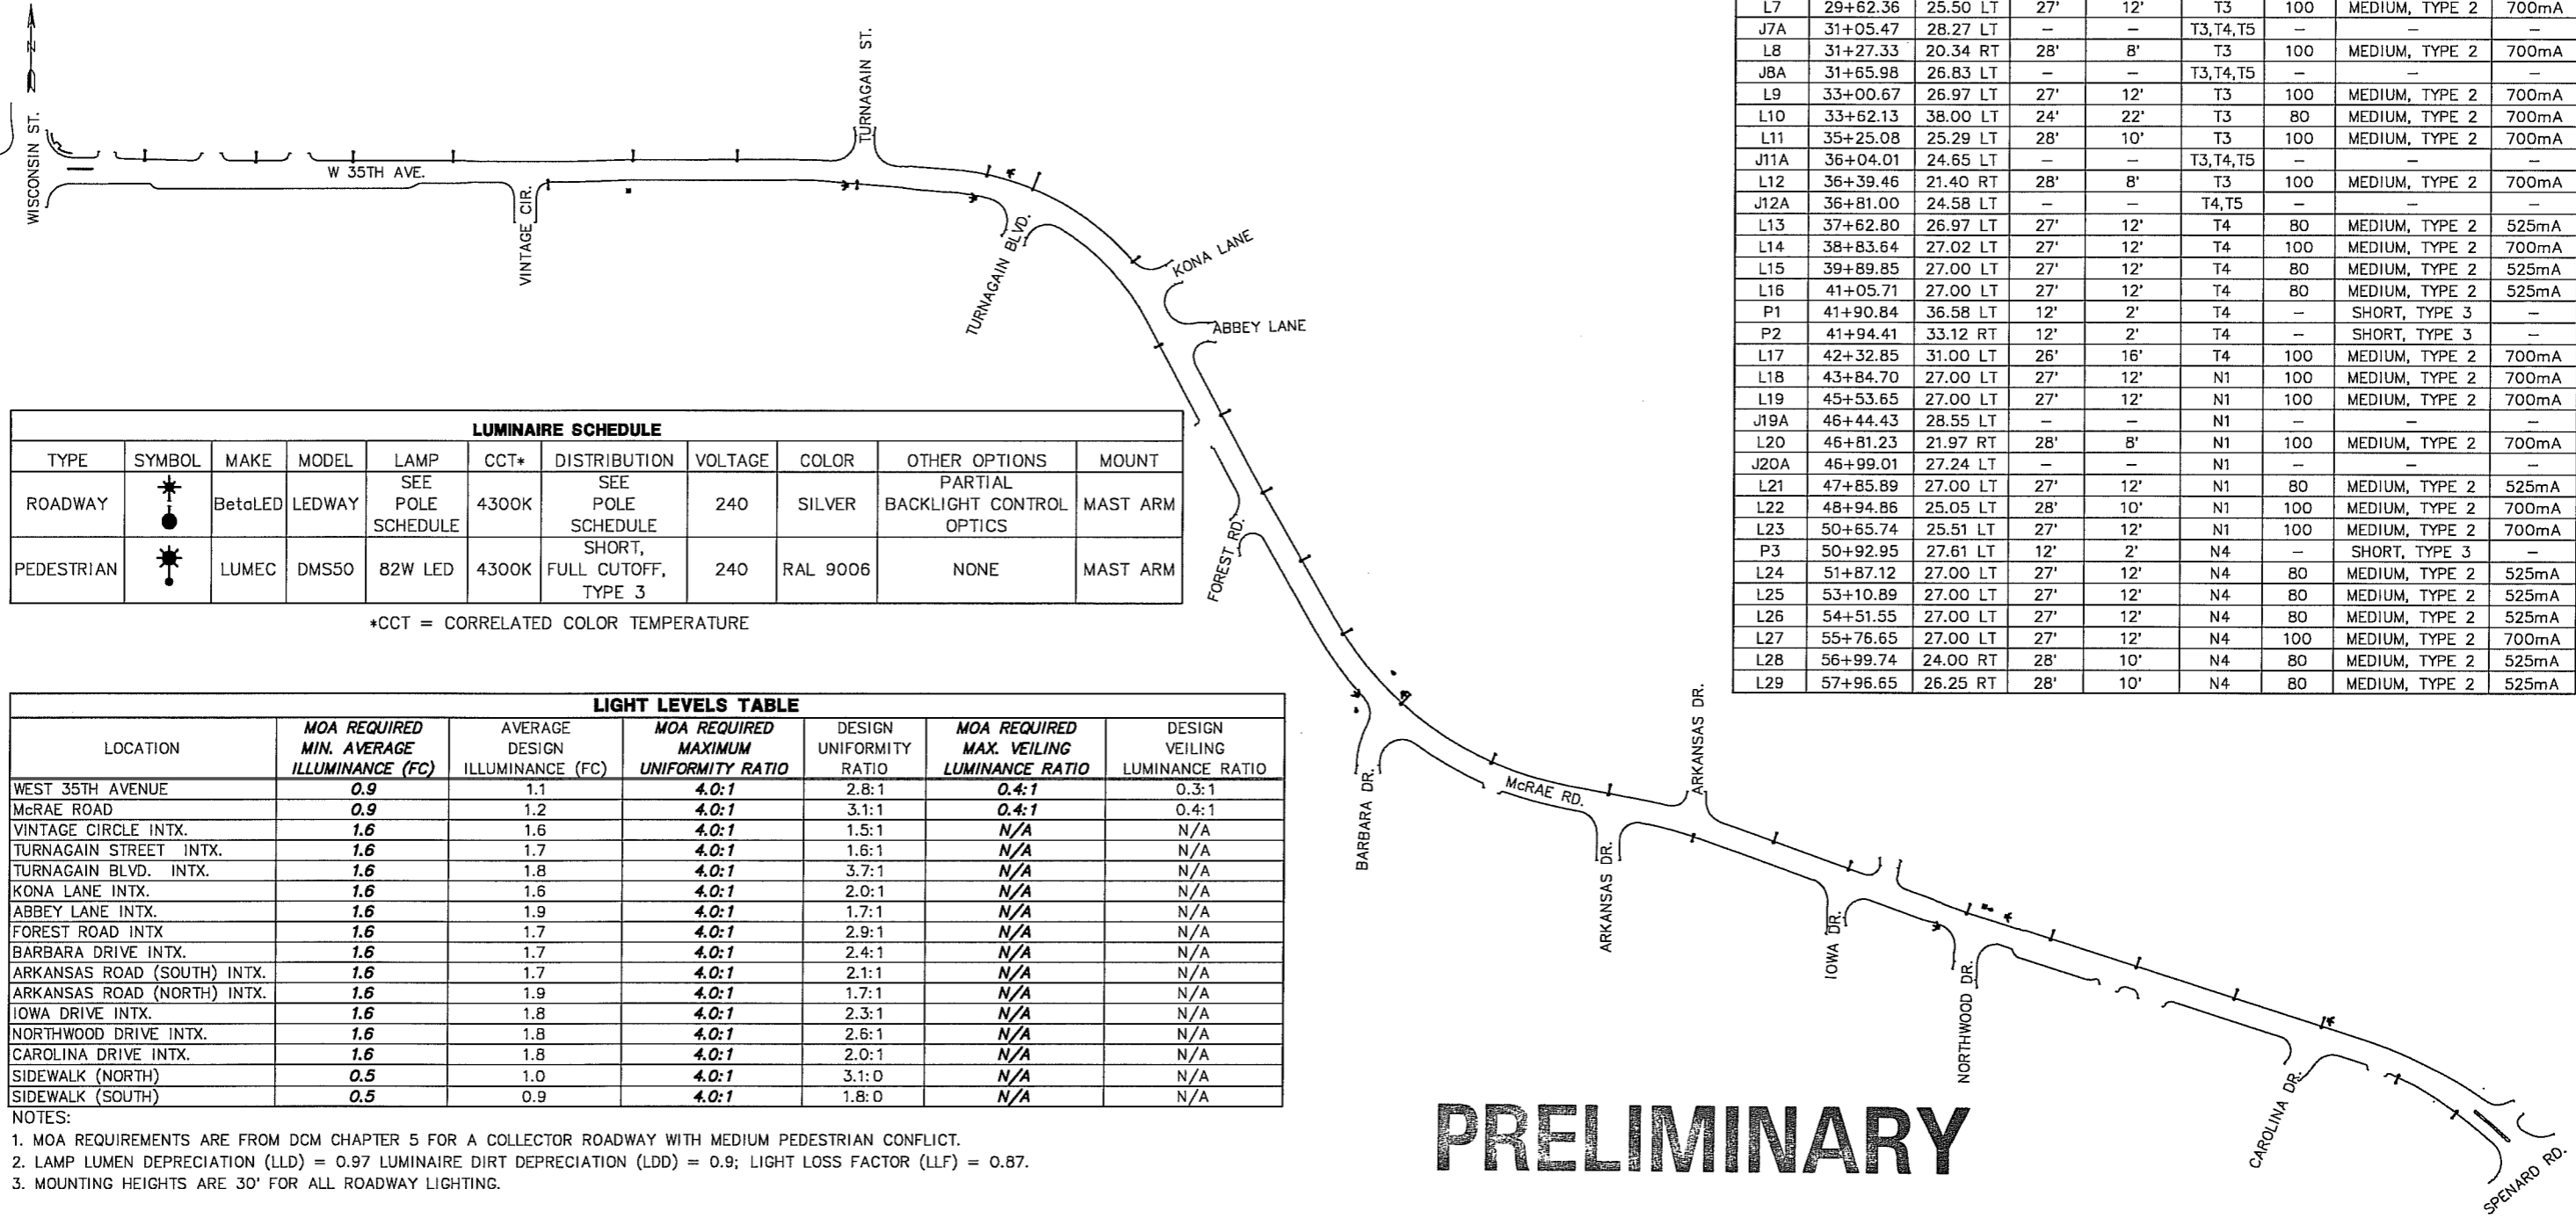 N
WISCONSIN ST.
W 35TH AVE.
VINTAGE CIR.
TURNAGAIN ST.
TURNAGAIN BLVD.
KONA LANE
ABBEY LANE
FOREST RD.
BARBARA DR.
McRAE RD.
ARKANSAS DR.
ARKANSAS DR.
IOWA DR.
NORTHWOOD DR.
CAROLINA DR.
SPENARD RD.
L7 29+62.36 25.50 LT 27' 12' T3 100 MEDIUM, TYPE 2 700mA
J7A 31+05.47 28.27 LT – – T3,T4,T5 – – –
L8 31+27.33 20.34 RT 28' 8' T3 100 MEDIUM, TYPE 2 700mA
J8A 31+65.98 26.83 LT – – T3,T4,T5 – – –
L9 33+00.67 26.97 LT 27' 12' T3 100 MEDIUM, TYPE 2 700mA
L10 33+62.13 38.00 LT 24' 22' T3 80 MEDIUM, TYPE 2 700mA
L11 35+25.08 25.29 LT 28' 10' T3 100 MEDIUM, TYPE 2 700mA
J11A 36+04.01 24.65 LT – – T3,T4,T5 – – –
L12 36+39.46 21.40 RT 28' 8' T3 100 MEDIUM, TYPE 2 700mA
J12A 36+81.00 24.58 LT – – T4,T5 – – –
L13 37+62.80 26.97 LT 27' 12' T4 80 MEDIUM, TYPE 2 525mA
L14 38+83.64 27.02 LT 27' 12' T4 100 MEDIUM, TYPE 2 700mA
L15 39+89.85 27.00 LT 27' 12' T4 80 MEDIUM, TYPE 2 525mA
L16 41+05.71 27.00 LT 27' 12' T4 80 MEDIUM, TYPE 2 525mA
P1 41+90.84 36.58 LT 12' 2' T4 – SHORT, TYPE 3 –
P2 41+94.41 33.12 RT 12' 2' T4 – SHORT, TYPE 3 –
L17 42+32.85 31.00 LT 26' 16' T4 100 MEDIUM, TYPE 2 700mA
L18 43+84.70 27.00 LT 27' 12' N1 100 MEDIUM, TYPE 2 700mA
L19 45+53.65 27.00 LT 27' 12' N1 100 MEDIUM, TYPE 2 700mA
J19A 46+44.43 28.55 LT – – N1 – – –
L20 46+81.23 21.97 RT 28' 8' N1 100 MEDIUM, TYPE 2 700mA
J20A 46+99.01 27.24 LT – – N1 – – –
L21 47+85.89 27.00 LT 27' 12' N1 80 MEDIUM, TYPE 2 525mA
L22 48+94.86 25.05 LT 28' 10' N1 100 MEDIUM, TYPE 2 700mA
L23 50+65.74 25.51 LT 27' 12' N1 100 MEDIUM, TYPE 2 700mA
P3 50+92.95 27.61 LT 12' 2' N4 – SHORT, TYPE 3 –
L24 51+87.12 27.00 LT 27' 12' N4 80 MEDIUM, TYPE 2 525mA
L25 53+10.89 27.00 LT 27' 12' N4 80 MEDIUM, TYPE 2 525mA
L26 54+51.55 27.00 LT 27' 12' N4 80 MEDIUM, TYPE 2 525mA
L27 55+76.65 27.00 LT 27' 12' N4 100 MEDIUM, TYPE 2 700mA
L28 56+99.74 24.00 RT 28' 10' N4 80 MEDIUM, TYPE 2 525mA
L29 57+96.65 26.25 RT 28' 10' N4 80 MEDIUM, TYPE 2 525mA
LUMINAIRE SCHEDULE
TYPE SYMBOL MAKE MODEL LAMP CCT* DISTRIBUTION VOLTAGE COLOR OTHER OPTIONS MOUNT
SEE SEE PARTIAL
ROADWAY BetaLED LEDWAY POLE 4300K POLE 240 SILVER BACKLIGHT CONTROL MAST ARM
SCHEDULE SCHEDULE OPTICS
SHORT,
PEDESTRIAN LUMEC DMS50 82W LED 4300K FULL CUTOFF, 240 RAL 9006 NONE MAST ARM
TYPE 3
*CCT = CORRELATED COLOR TEMPERATURE
LIGHT LEVELS TABLE
MOA REQUIRED AVERAGE MOA REQUIRED DESIGN MOA REQUIRED DESIGN
LOCATION MIN. AVERAGE DESIGN MAXIMUM UNIFORMITY MAX. VEILING VEILING
ILLUMINANCE (FC) ILLUMINANCE (FC) UNIFORMITY RATIO RATIO LUMINANCE RATIO LUMINANCE RATIO
WEST 35TH AVENUE 0.9 1.1 4.0:1 2.8:1 0.4:1 0.3:1
McRAE ROAD 0.9 1.2 4.0:1 3.1:1 0.4:1 0.4:1
VINTAGE CIRCLE INTX. 1.6 1.6 4.0:1 1.5:1 N/A N/A
TURNAGAIN STREET INTX. 1.6 1.7 4.0:1 1.6:1 N/A N/A
TURNAGAIN BLVD. INTX. 1.6 1.8 4.0:1 3.7:1 N/A N/A
KONA LANE INTX. 1.6 1.6 4.0:1 2.0:1 N/A N/A
ABBEY LANE INTX. 1.6 1.9 4.0:1 1.7:1 N/A N/A
FOREST ROAD INTX 1.6 1.7 4.0:1 2.9:1 N/A N/A
BARBARA DRIVE INTX. 1.6 1.7 4.0:1 2.4:1 N/A N/A
ARKANSAS ROAD (SOUTH) INTX. 1.6 1.7 4.0:1 2.1:1 N/A N/A
ARKANSAS ROAD (NORTH) INTX. 1.6 1.9 4.0:1 1.7:1 N/A N/A
IOWA DRIVE INTX. 1.6 1.8 4.0:1 2.3:1 N/A N/A
NORTHWOOD DRIVE INTX. 1.6 1.8 4.0:1 2.6:1 N/A N/A
CAROLINA DRIVE INTX. 1.6 1.8 4.0:1 2.0:1 N/A N/A
SIDEWALK (NORTH) 0.5 1.0 4.0:1 3.1:0 N/A N/A
SIDEWALK (SOUTH) 0.5 0.9 4.0:1 1.8:0 N/A N/A
NOTES:
1. MOA REQUIREMENTS ARE FROM DCM CHAPTER 5 FOR A COLLECTOR ROADWAY WITH MEDIUM PEDESTRIAN CONFLICT.
2. LAMP LUMEN DEPRECIATION (LLD) = 0.97 LUMINAIRE DIRT DEPRECIATION (LDD) = 0.9; LIGHT LOSS FACTOR (LLF) = 0.87.
3. MOUNTING HEIGHTS ARE 30' FOR ALL ROADWAY LIGHTING.
PRELIMINARY